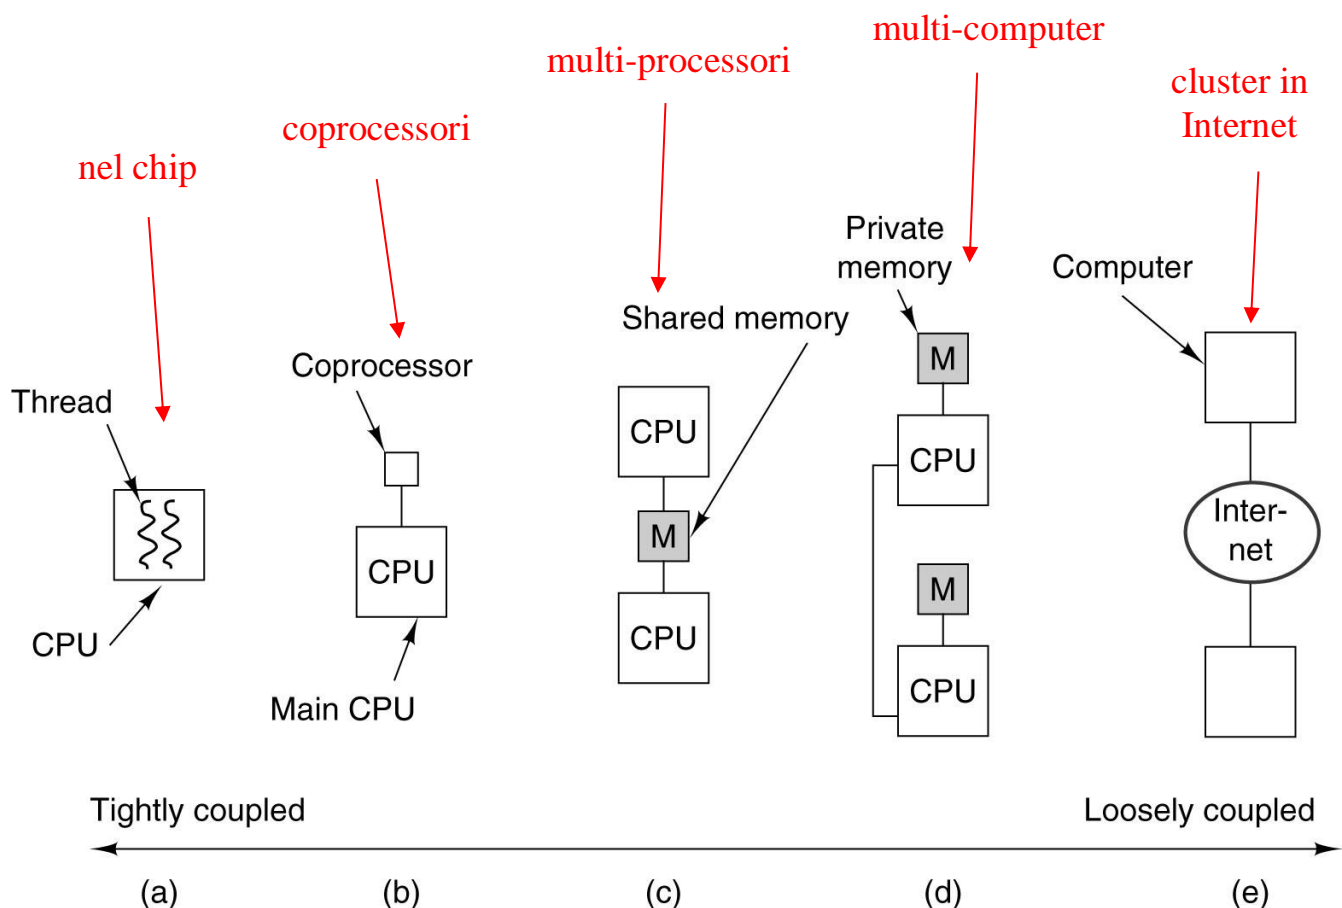 nel chip
coprocessori
multi-processori
multi-computer
cluster in
Internet
Thread
CPU
Coprocessor
CPU
Main CPU
Shared memory
CPU
M
CPU
Private
memory
M
CPU
M
CPU
Computer
Inter-
net
Tightly coupled
Loosely coupled
(a)
(b)
(c)
(d)
(e)